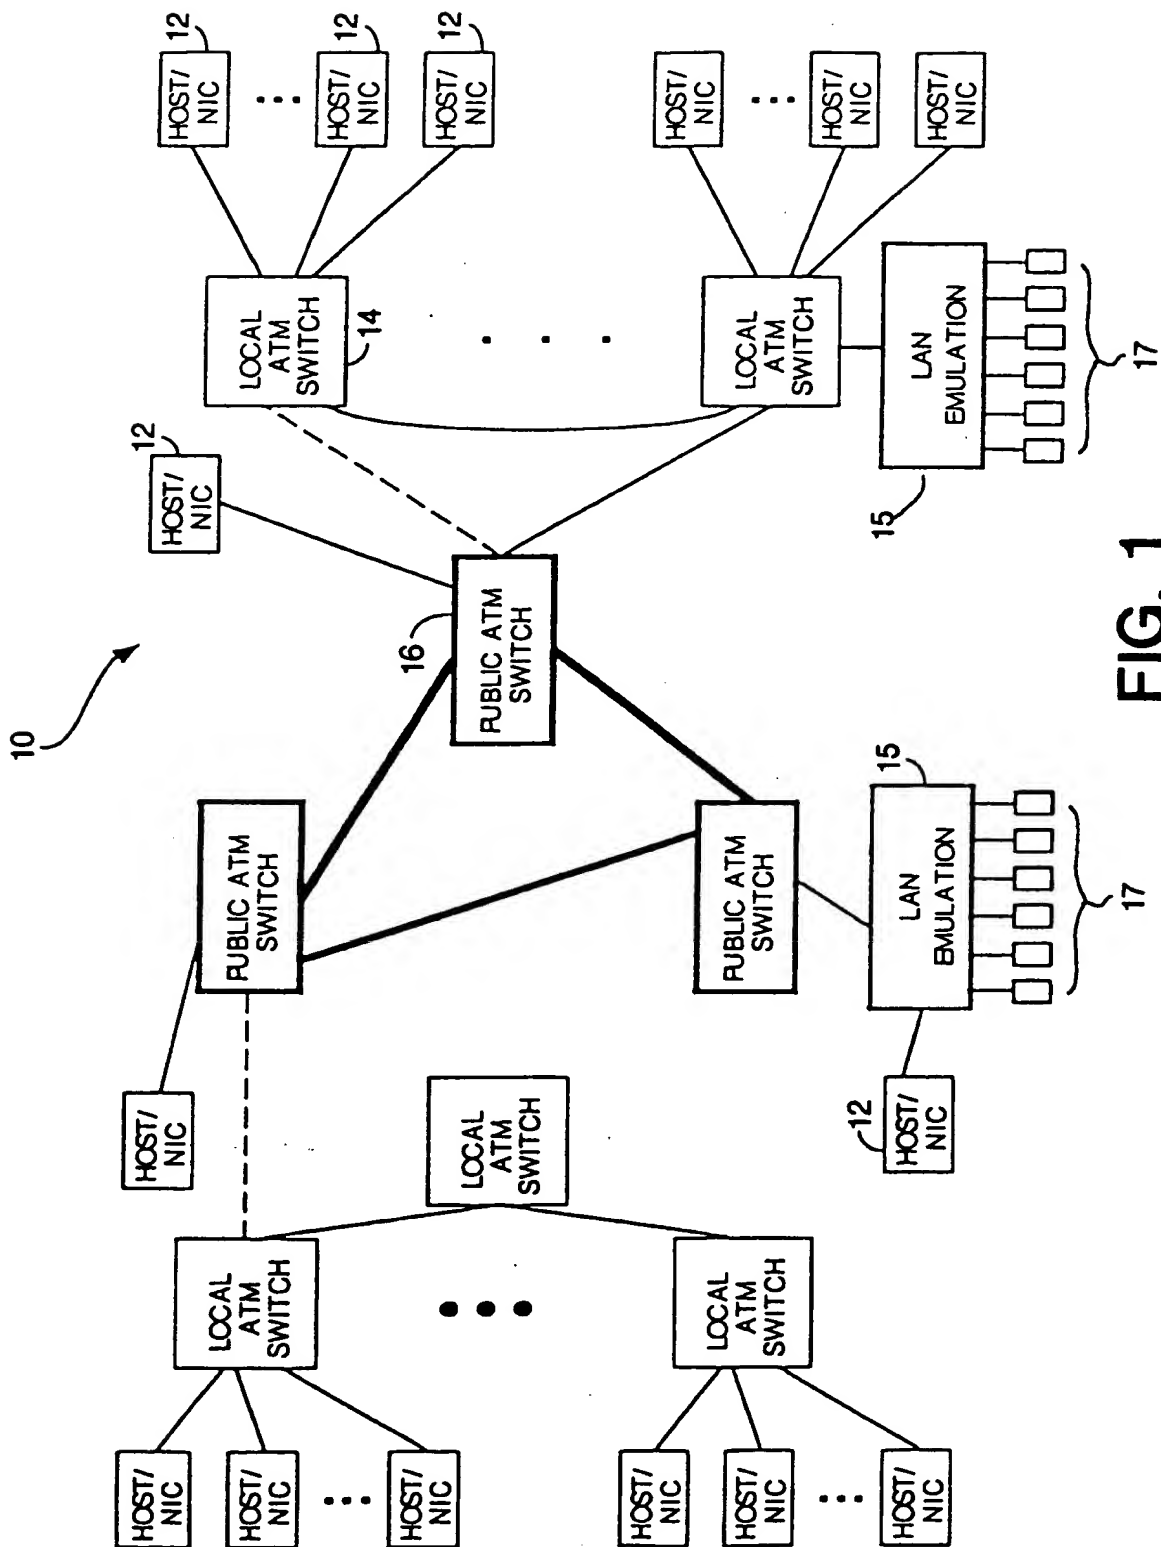 10
HOST/
NIC
HOST/
NIC
HOST/
NIC
HOST/
NIC
HOST/
NIC
HOST/
NIC
LOCAL
ATM
SWITCH
LOCAL
ATM
SWITCH
LOCAL
ATM
SWITCH
HOST/
NIC
PUBLIC ATM
SWITCH
PUBLIC ATM
SWITCH
12
HOST/
NIC
15
LAN
EMULATION
17
16
PUBLIC ATM
SWITCH
12
HOST/
NIC
LOCAL
ATM
SWITCH
14
LOCAL
ATM
SWITCH
15
LAN
EMULATION
17
12
HOST/
NIC
12
HOST/
NIC
12
HOST/
NIC
HOST/
NIC
HOST/
NIC
HOST/
NIC
FIG. 1